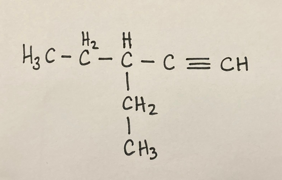 H₂ H
H₃C - C - C - C ≡ CH
CH₂
CH₃